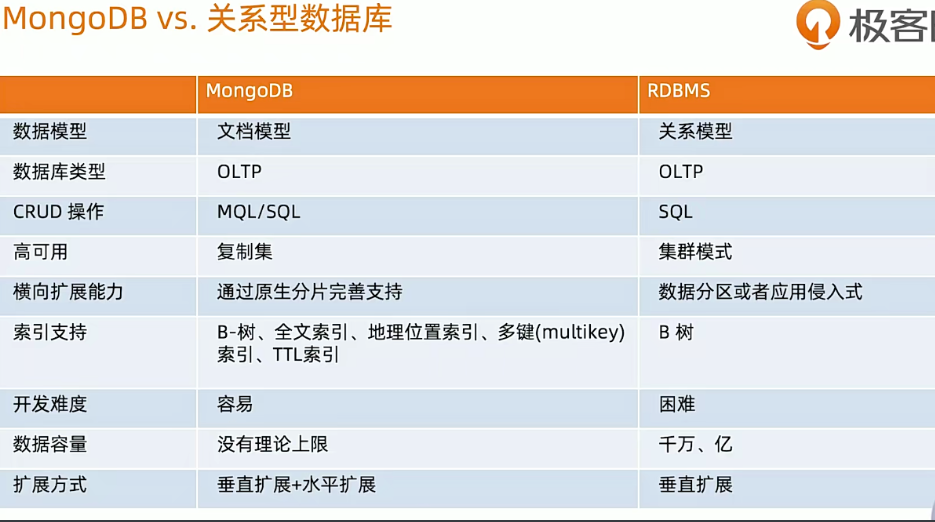 MongoDB vs. 关系型数据库
极客
MongoDB RDBMS
数据模型 文档模型 关系模型
数据库类型 OLTP OLTP
CRUD 操作 MQL/SQL SQL
高可用 复制集 集群模式
横向扩展能力 通过原生分片完善支持 数据分区或者应用侵入式
索引支持 B-树、全文索引、地理位置索引、多键(multikey) B 树
索引、TTL索引
开发难度 容易 困难
数据容量 没有理论上限 千万、亿
扩展方式 垂直扩展+水平扩展 垂直扩展